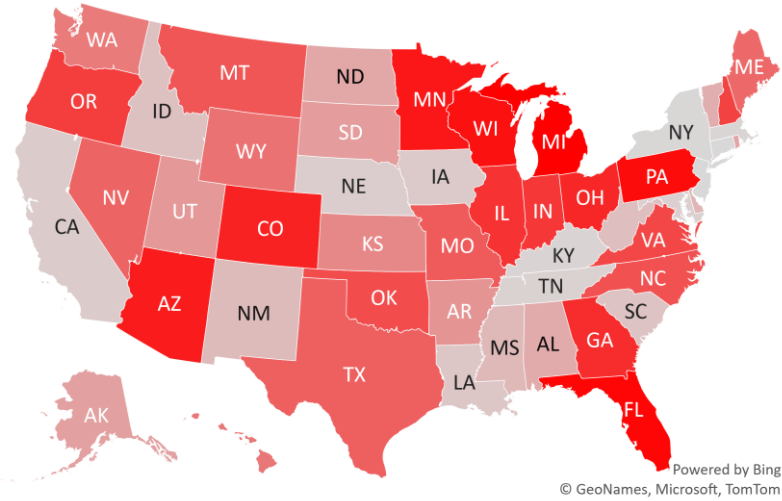 WA
MT
ND
MN
ME
OR
ID
SD
WI
MI
NY
WY
IA
PA
NE
NV
UT
CO
IL
IN
OH
CA
KS
MO
VA
KY
NC
TN
AZ
NM
OK
AR
SC
MS
AL
GA
TX
LA
AK
FL
Powered by Bing
© GeoNames, Microsoft, TomTom